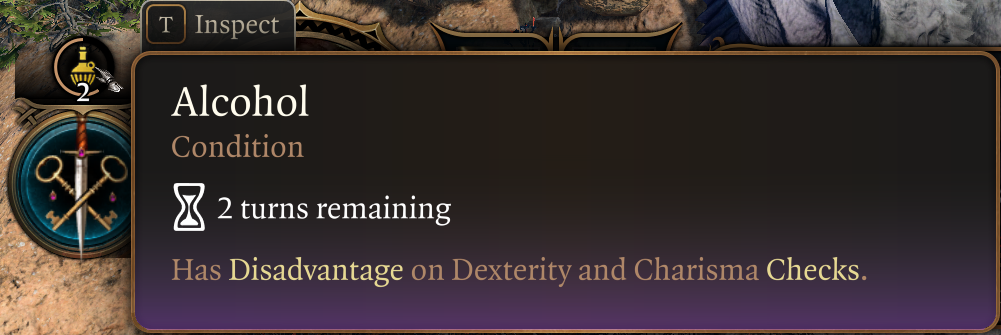 T Inspect
2
Alcohol
Condition
2 turns remaining
Has Disadvantage on Dexterity and Charisma Checks.